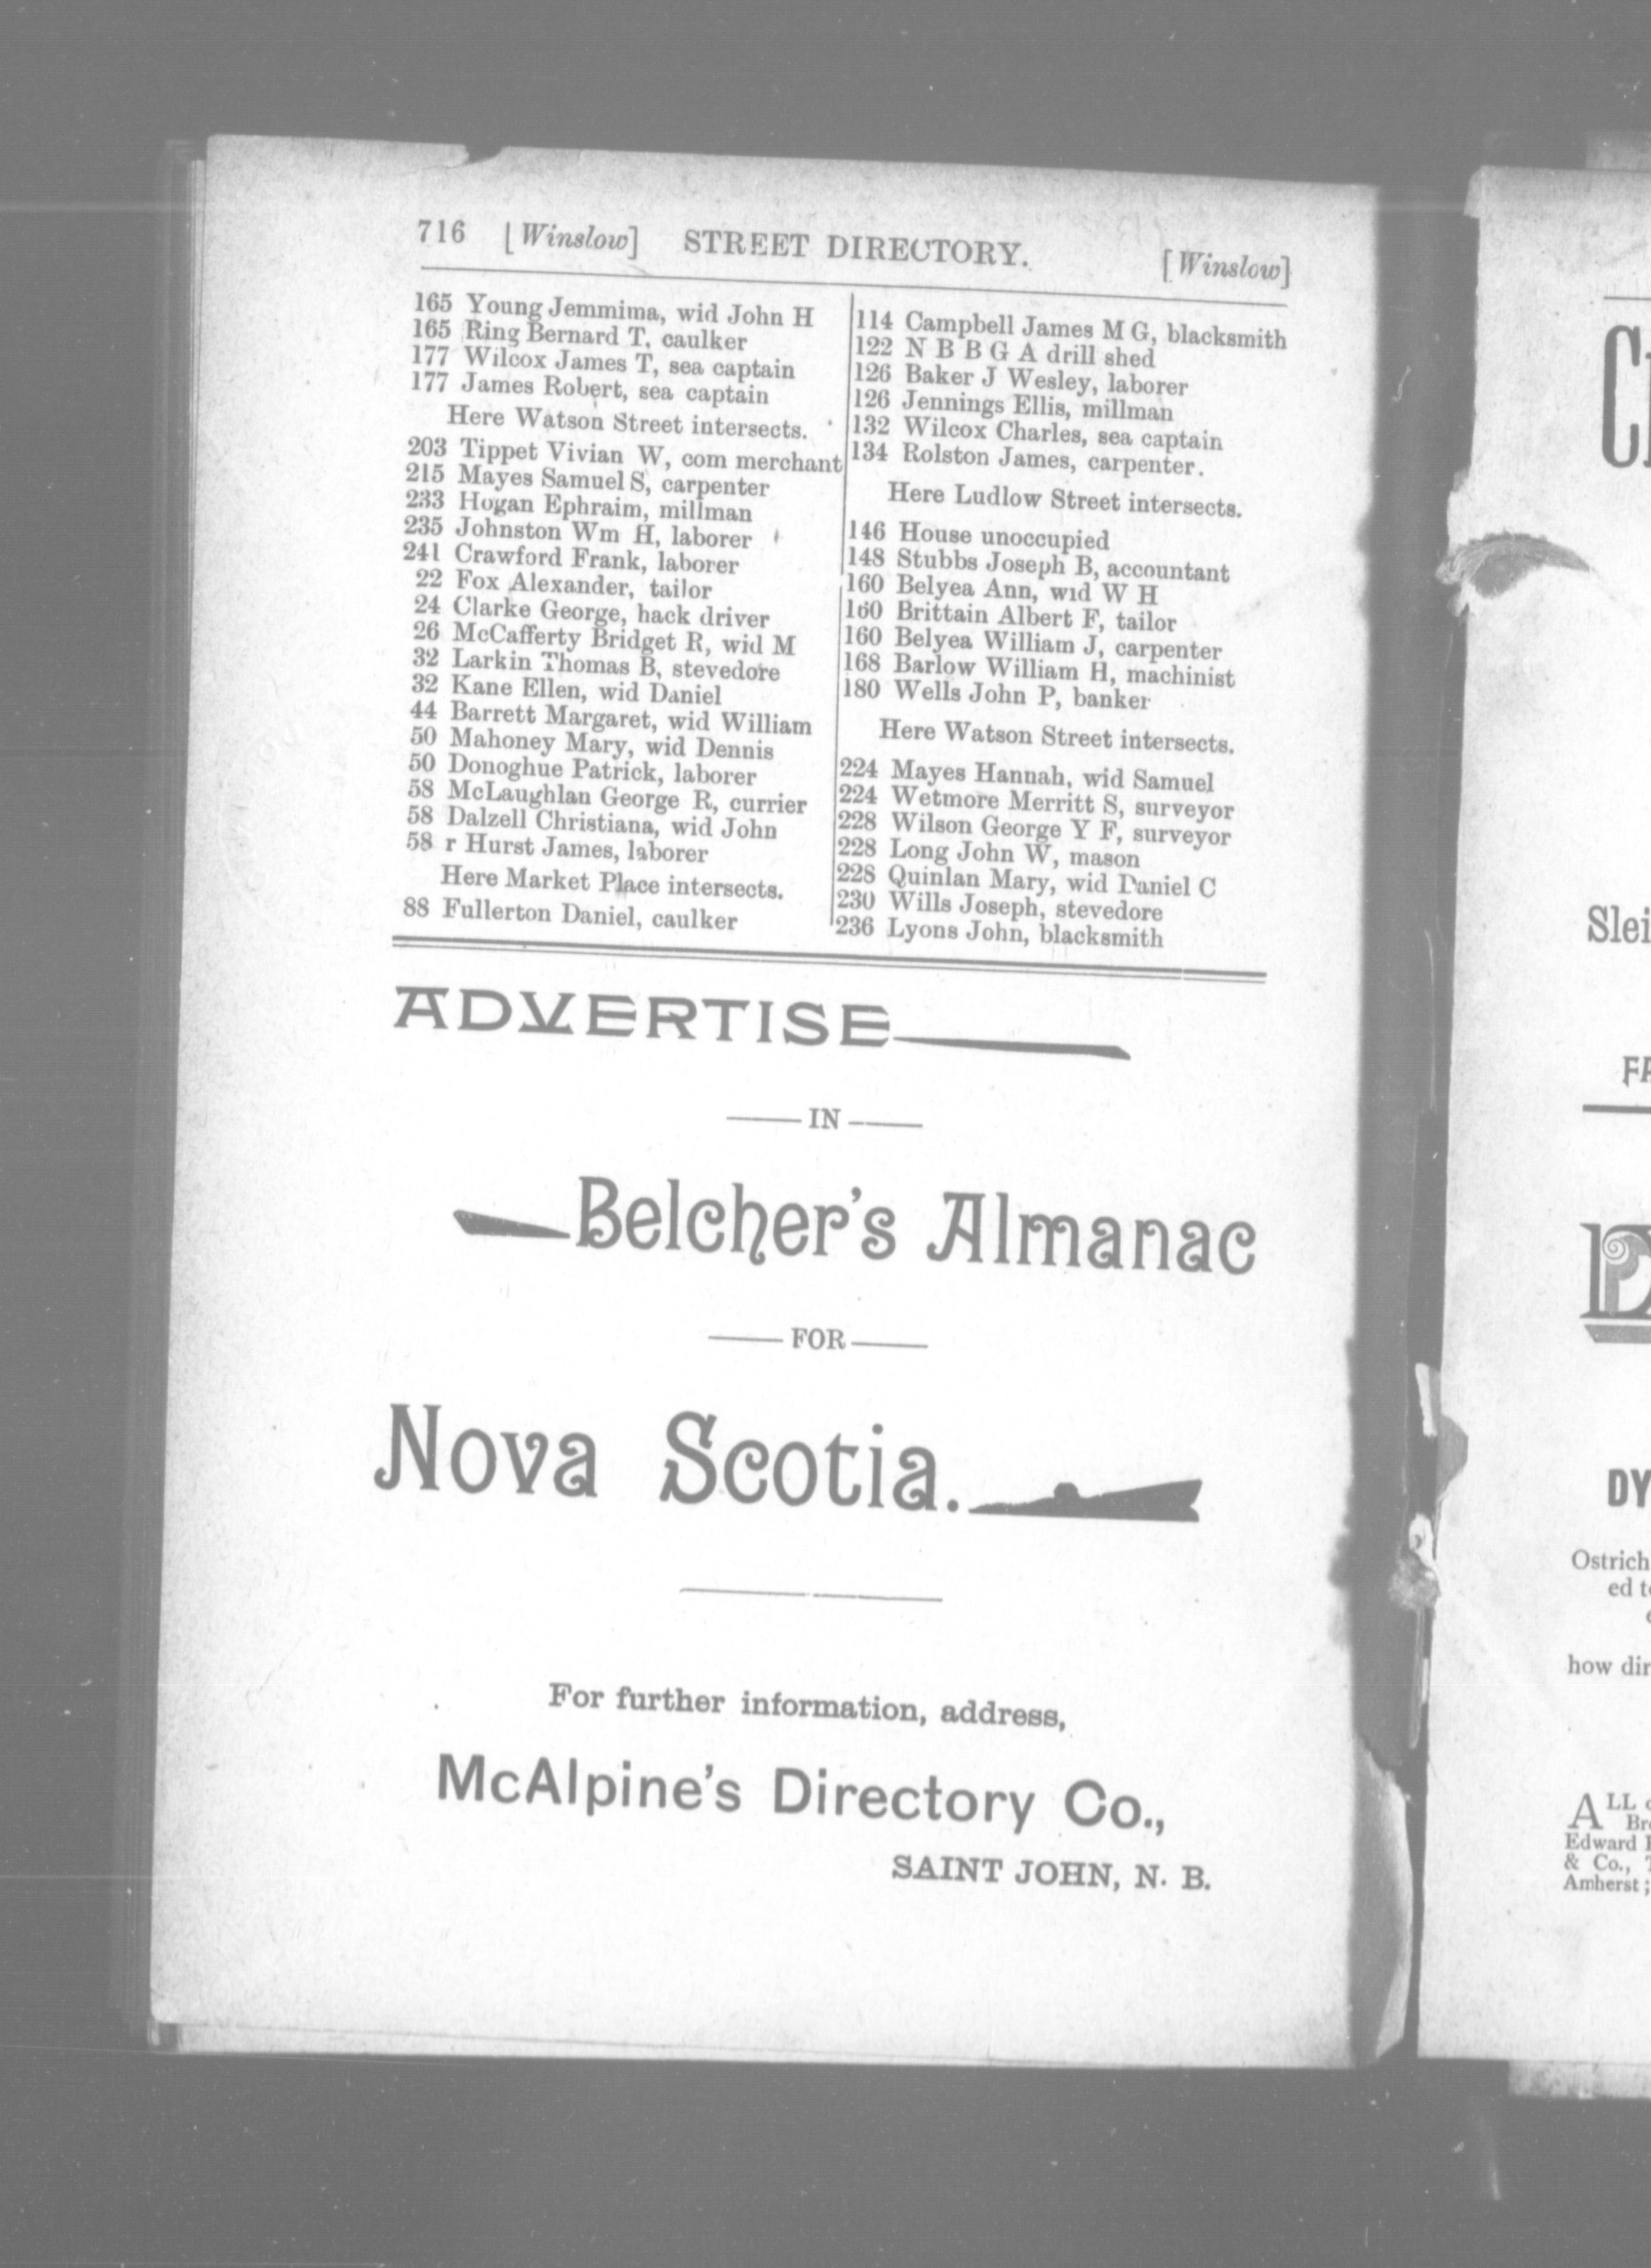 716 [Winslow] STREET DIRECTORY. [Winslow]
165 Young Jemmima, wid John H
165 Ring Bernard T, caulker
177 Wilcox James T, sea captain
177 James Robert, sea captain
Here Watson Street intersects.
203 Tippet Vivian W, com merchant
215 Mayes Samuel S, carpenter
233 Hogan Ephraim, millman
235 Johnston Wm H, laborer
241 Crawford Frank, laborer
22 Fox Alexander, tailor
24 Clarke George, hack driver
26 McCafferty Bridget R, wid M
32 Larkin Thomas B, stevedore
32 Kane Ellen, wid Daniel
44 Barrett Margaret, wid William
50 Mahoney Mary, wid Dennis
50 Donoghue Patrick, laborer
58 McLaughlan George R, currier
58 Dalzell Christiana, wid John
58 r Hurst James, laborer
Here Market Place intersects.
88 Fullerton Daniel, caulker
114 Campbell James M G, blacksmith
122 N B B G A drill shed
126 Baker J Wesley, laborer
126 Jennings Ellis, millman
132 Wilcox Charles, sea captain
134 Rolston James, carpenter.
Here Ludlow Street intersects.
146 House unoccupied
148 Stubbs Joseph B, accountant
160 Belyea Ann, wid W H
160 Brittain Albert F, tailor
160 Belyea William J, carpenter
168 Barlow William H, machinist
180 Wells John P, banker
Here Watson Street intersects.
224 Mayes Hannah, wid Samuel
224 Wetmore Merritt S, surveyor
228 Wilson George Y F, surveyor
228 Long John W, mason
228 Quinlan Mary, wid Daniel C
230 Wills Joseph, stevedore
236 Lyons John, blacksmith
ADVERTISE
IN
Belcher's Almanac
FOR
Nova Scotia.
For further information, address,
McAlpine's Directory Co.,
SAINT JOHN, N. B.
Slei
FA
DY
Ostrich
ed t
how dir
ALL
Br
Edward
& Co.,
Amherst;